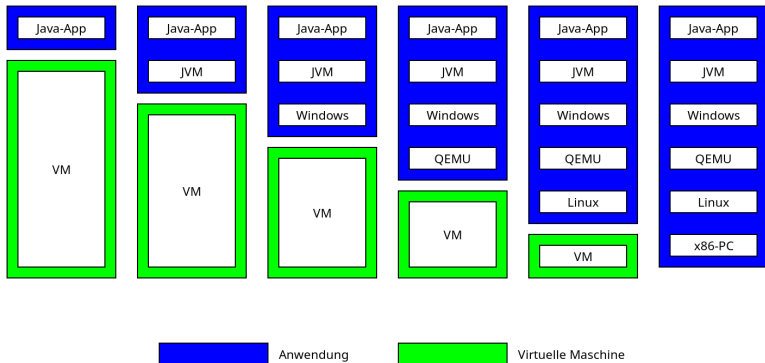 Java-App Java-App Java-App Java-App Java-App Java-App
JVM JVM JVM JVM JVM
Windows Windows Windows Windows
VM QEMU QEMU QEMU
VM
VM Linux Linux
VM x86-PC
VM
Anwendung Virtuelle Maschine